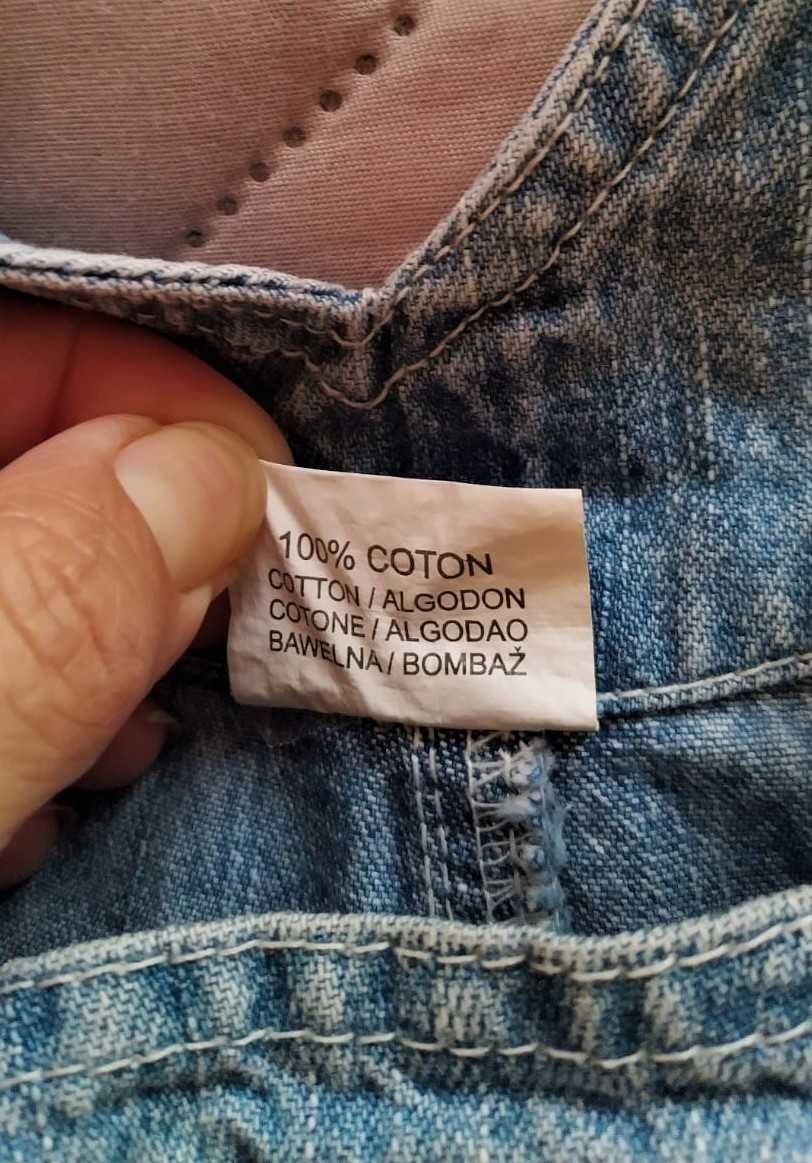 100% COTON
COTTON / ALGODON
COTONE / ALGODAO
BAWELNA / BOMBAŽ